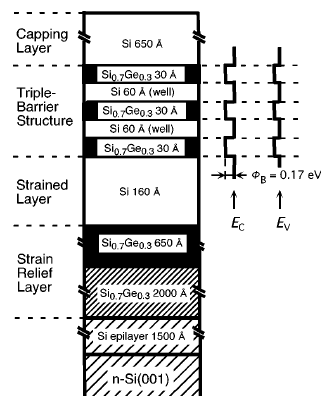 Capping
Layer
Si 650 Å
Si0.7Ge0.3 30 Å
Si 60 Å (well)
Triple-
Barrier
Structure
Si0.7Ge0.3 30 Å
Si 60 Å (well)
Si0.7Ge0.3 30 Å
Strained
Layer
Si 160 Å
ΦB = 0.17 eV
EC
EV
Strain
Relief
Layer
Si0.7Ge0.3 650 Å
Si0.7Ge0.3 2000 Å
Si epilayer 1500 Å
n-Si(001)